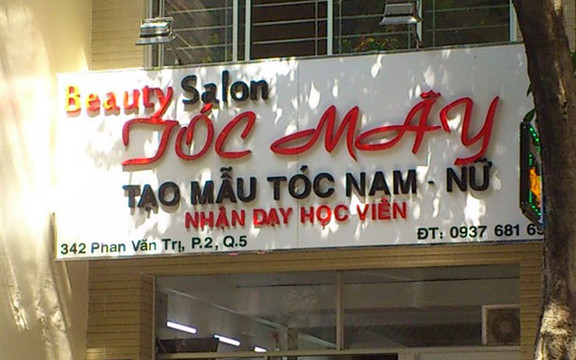 Beauty Salon
TÓC MÂY
TẠO MẪU TÓC NAM - NỮ
NHẬN DẠY HỌC VIÊN
342 Phan Văn Trị, P.2, Q.5
ĐT: 0937 681